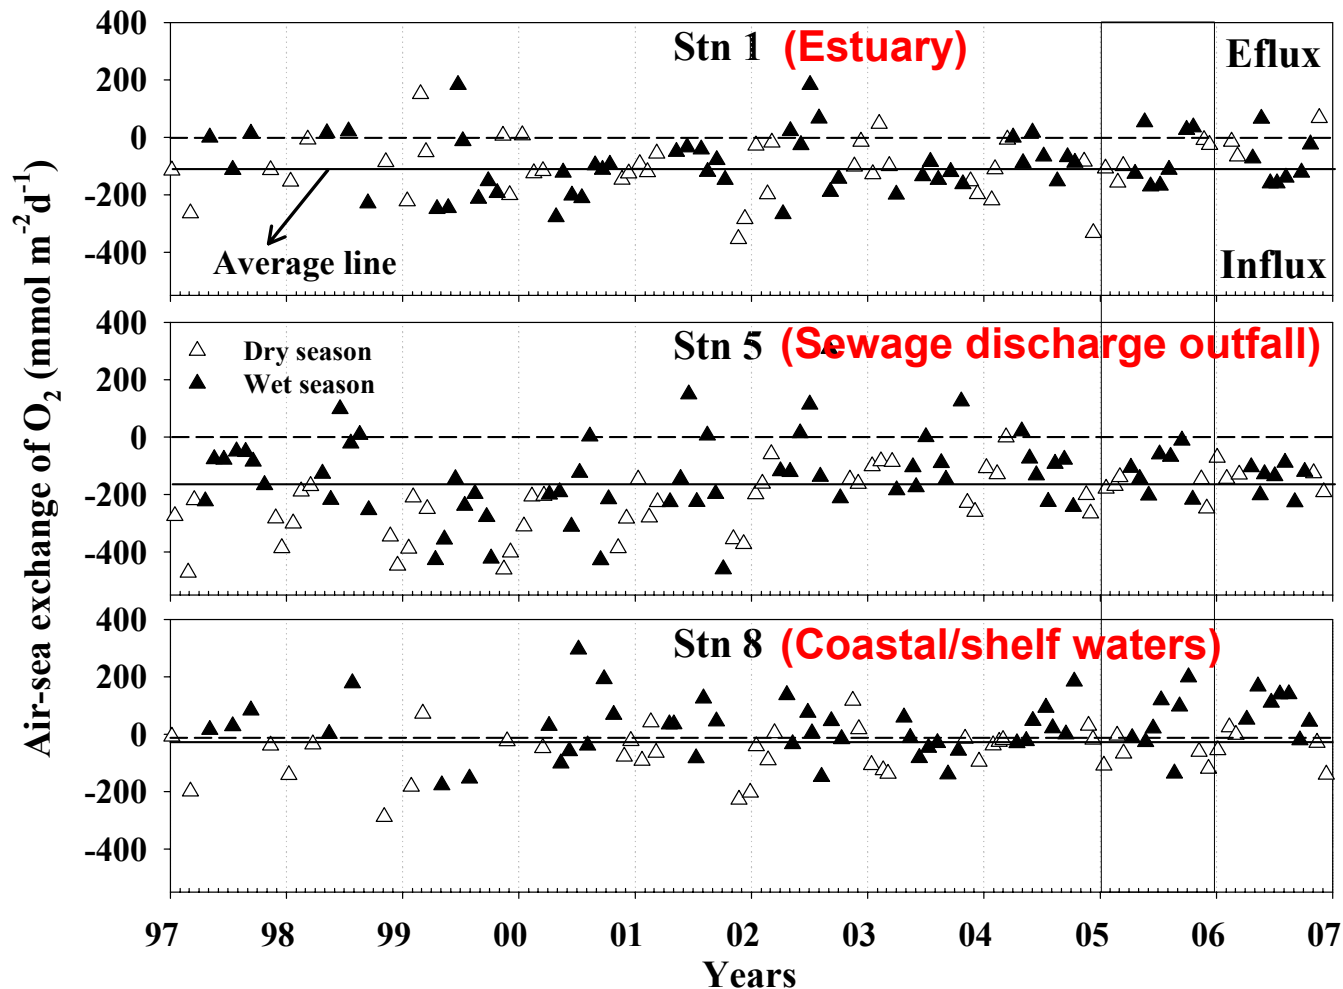 Air-sea exchange of O2 (mmol m-2d-1)
400
200
0
-200
-400
Stn 1 (Estuary)
Eflux
Average line
Influx
400
200
0
-200
-400
Stn 5 (Sewage discharge outfall)
Dry season
Wet season
400
200
0
-200
-400
Stn 8 (Coastal/shelf waters)
97 98 99 00 01 02 03 04 05 06 07
Years